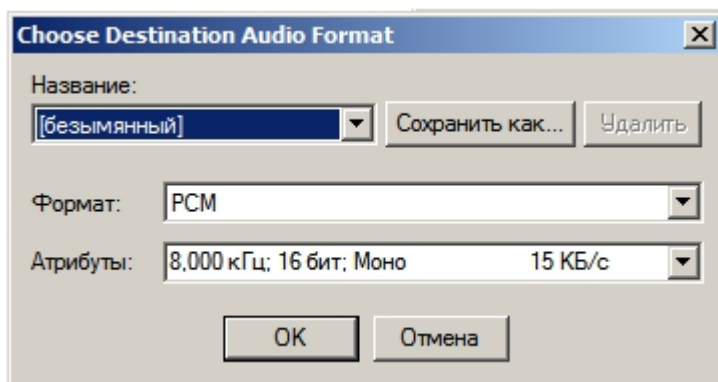 Choose Destination Audio Format
Название:
[безымянный] Сохранить как... Удалить
Формат: PCM
Атрибуты: 8,000 кГц; 16 бит; Моно 15 КБ/с
OK Отмена